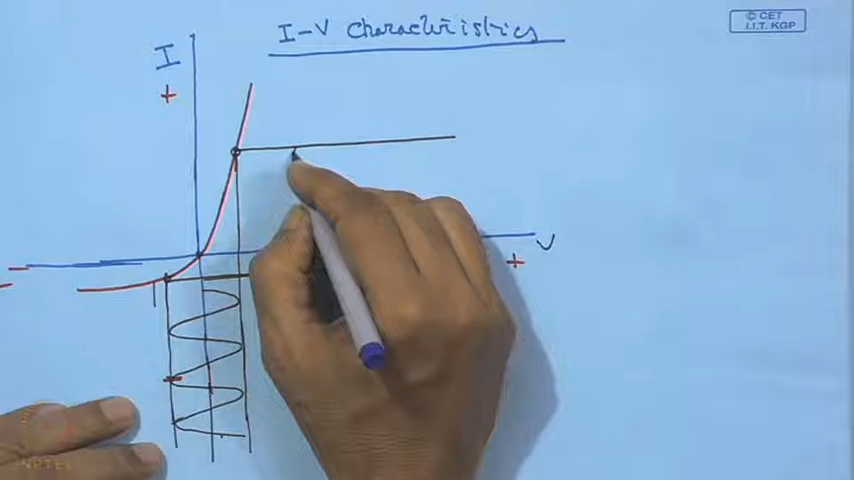 I-V Characteristics
© CET
I.I.T. KGP
I
+
V
+
-
-
NPTEL